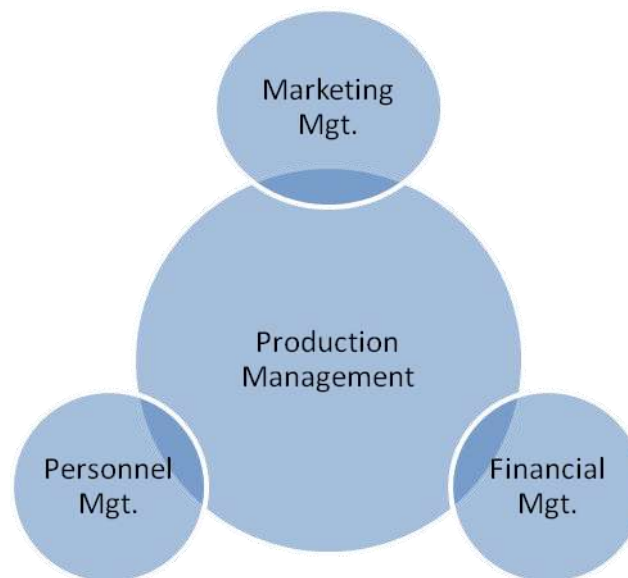 Marketing
Mgt.
Production
Management
Personnel
Mgt.
Financial
Mgt.